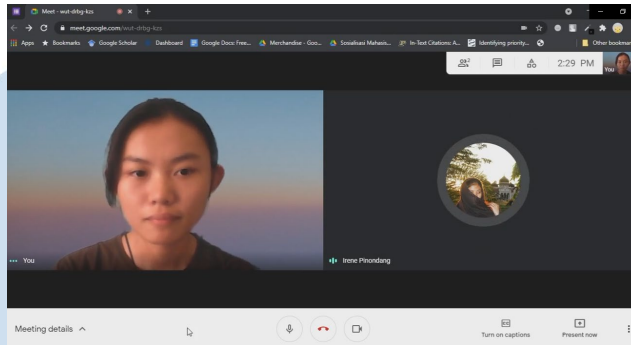 Meet - wut-drbg-kzs
meet.google.com/wut-drbg-kzs
Apps Bookmarks Google Scholar Dashboard Google Docs: Free... Merchandise - Goo... Sosialisasi Mahasis... In-Text Citations: A... Identifying priority... Other bookmar
2 2:29 PM You
You Irene Pinondang
Meeting details Turn on captions Present now